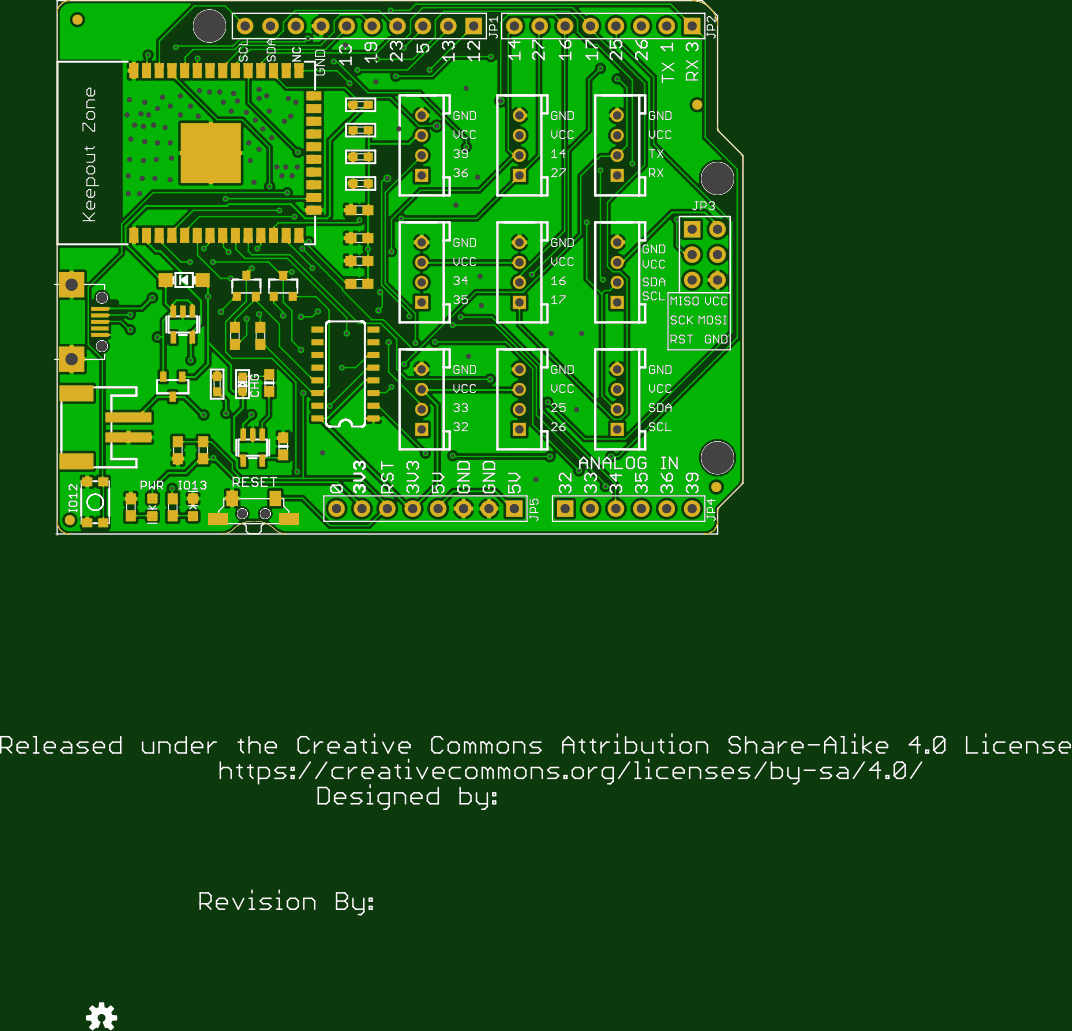 JP1
JP2
SCL
SDA
NC
GND
13
19
23
5
13
12
14
27
16
17
25
26
TX 1
RX 3
Keepout Zone
GND
VCC
39
36
GND
VCC
14
27
GND
VCC
TX
RX
JP3
GND
VCC
34
35
GND
VCC
16
17
GND
VCC
SDA
SCL
MISO VCC
SCK MOSI
RST GND
GND
VCC
33
32
GND
VCC
25
26
GND
VCC
SDA
SCL
CHG
ANALOG IN
IO12
PWR
IO13
RESET
0
3V3
RST
3V3
5V
GND
GND
5V
JP5
32
33
34
35
36
39
JP4
Released under the Creative Commons Attribution Share-Alike 4.0 License
https://creativecommons.org/licenses/by-sa/4.0/
Designed by:
Revision By: